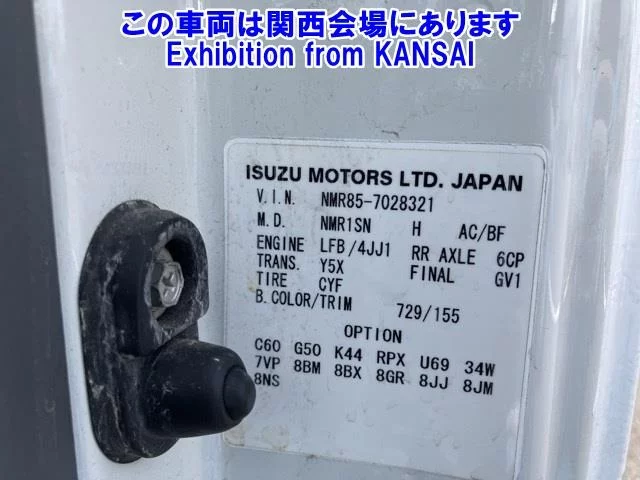 この車両は関西会場にあります
Exhibition from KANSAI
ISUZU MOTORS LTD. JAPAN
V.I.N. NMR85-7028321
M.D. NMR1SN H AC/BF
ENGINE LFB/4JJ1 RR AXLE 6CP
TRANS. Y5X FINAL GV1
TIRE CYF
B.COLOR/TRIM 729/155
OPTION
C60 G50 K44 RPX U69 34W
7VP 8BM 8BX 8GR 8JJ 8JM
8NS